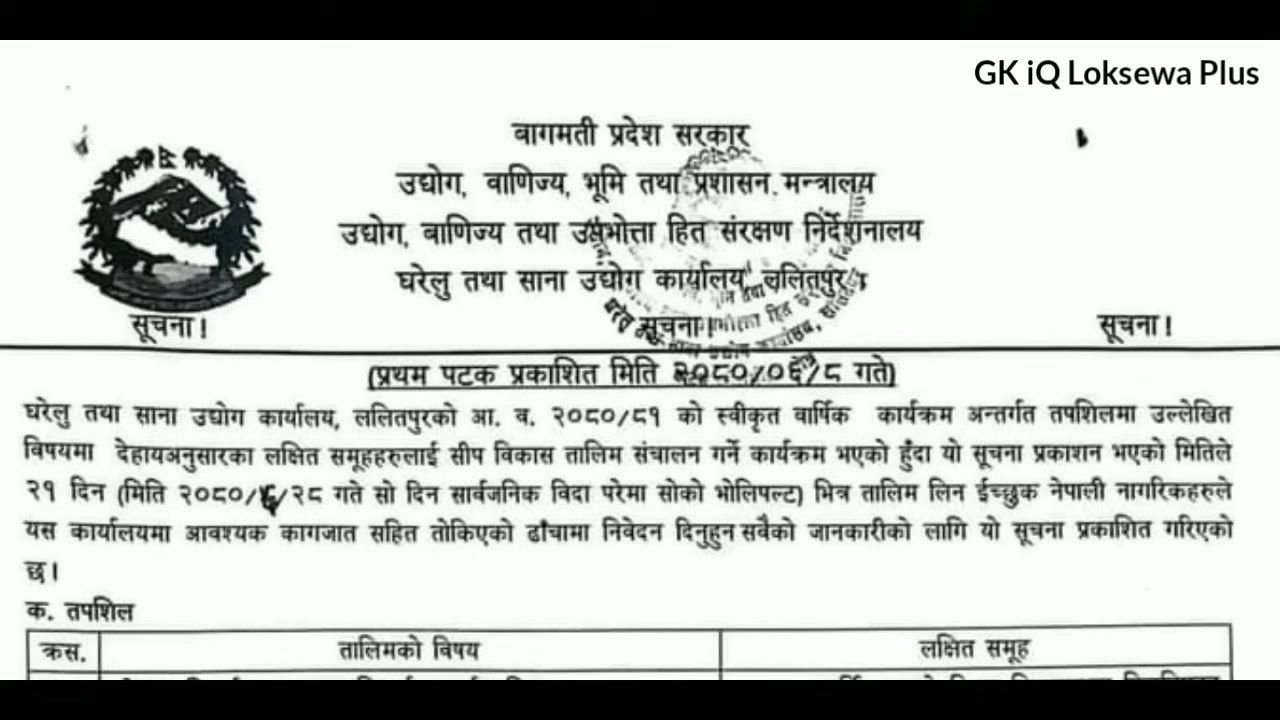 GK iQ Loksewa Plus
बागमती प्रदेश सरकार
उद्योग, वाणिज्य, भूमि तथा प्रशासन मन्त्रालय
उद्योग, बाणिज्य तथा उपभोत्ता हित संरक्षण निर्देशनालय
घरेलु तथा साना उद्योग कार्यालय, ललितपुर ।
सूचना ! सूचना ! सूचना !
(प्रथम पटक प्रकाशित मिति २०८०/०६/८ गते)
घरेलु तथा साना उद्योग कार्यालय, ललितपुरको आ. व. २०८०/८१ को स्वीकृत वार्षिक कार्यक्रम अन्तर्गत तपशिलमा उल्लेखित
विषयमा देहायअनुसारका लक्षित समूहहरुलाई सीप विकास तालिम संचालन गर्ने कार्यक्रम भएको हुँदा यो सूचना प्रकाशन भएको मितिले
२१ दिन (मिति २०८०/६/२८ गते सो दिन सार्वजनिक विदा परेमा सोको भोलिपल्ट) भित्र तालिम लिन ईच्छुक नेपाली नागरिकहरुले
यस कार्यालयमा आवश्यक कागजात सहित तोकिएको ढाँचामा निवेदन दिनुहुन सवैको जानकारीको लागि यो सूचना प्रकाशित गरिएको
छ।
क. तपशिल
क्रस. तालिमको विषय लक्षित समूह